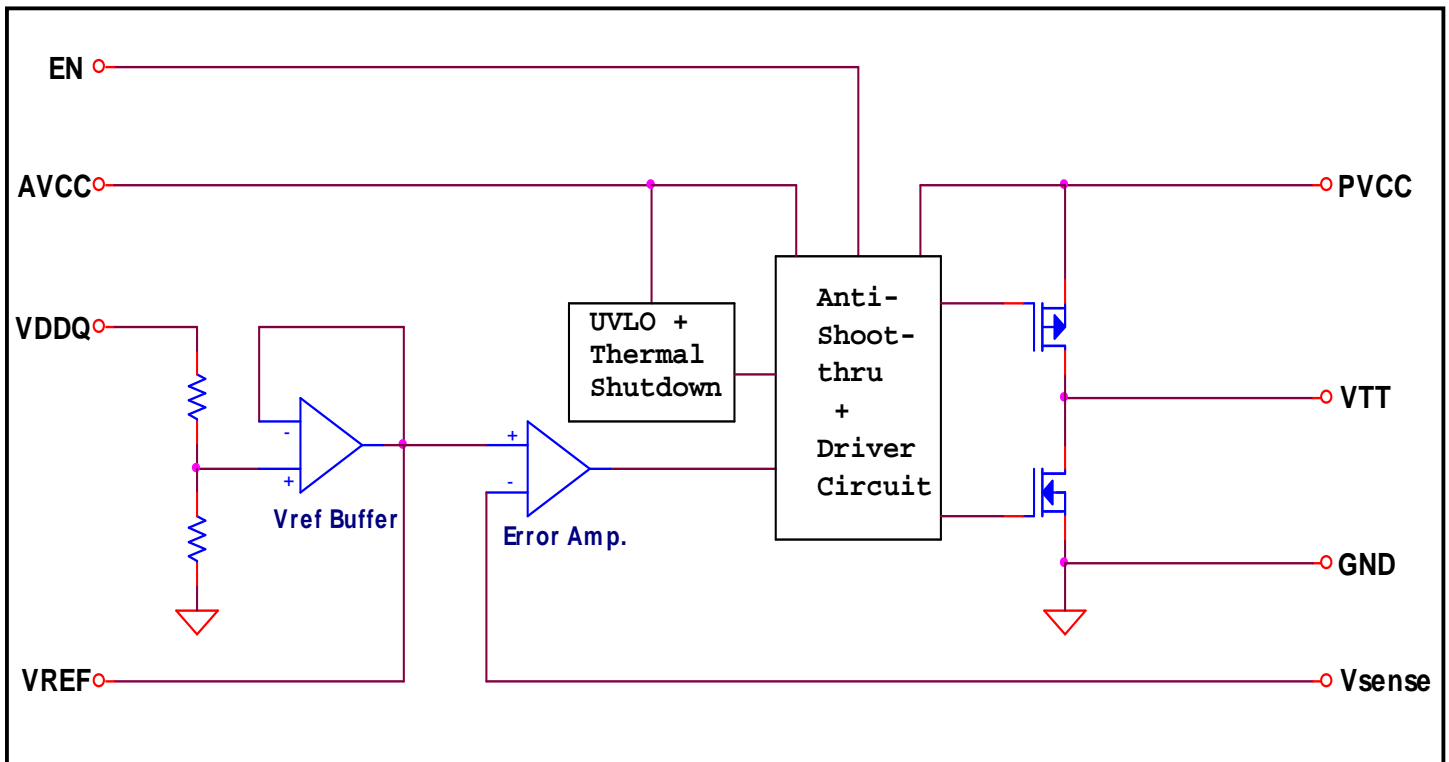 EN
AVCC
PVCC
VDDQ
UVLO +
Thermal
Shutdown
Anti-
Shoot-
thru
+
Driver
Circuit
VTT
-
+
Vref Buffer
+
-
Error Amp.
GND
VREF
Vsense